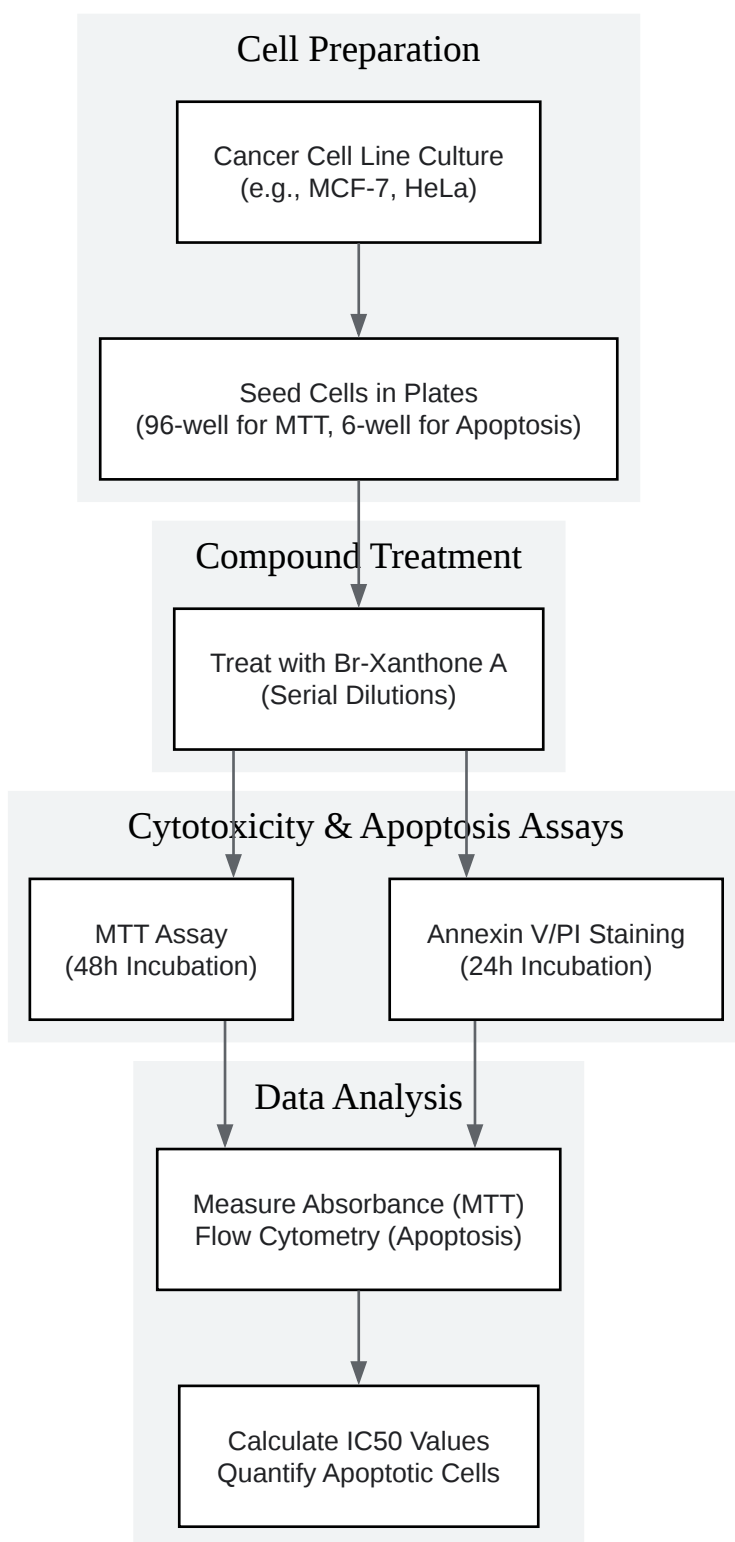 Cell Preparation
Cancer Cell Line Culture
(e.g., MCF-7, HeLa)
Seed Cells in Plates
(96-well for MTT, 6-well for Apoptosis)
Compound Treatment
Treat with Br-Xanthone A
(Serial Dilutions)
Cytotoxicity & Apoptosis Assays
MTT Assay
(48h Incubation)
Annexin V/PI Staining
(24h Incubation)
Data Analysis
Measure Absorbance (MTT)
Flow Cytometry (Apoptosis)
Calculate IC50 Values
Quantify Apoptotic Cells